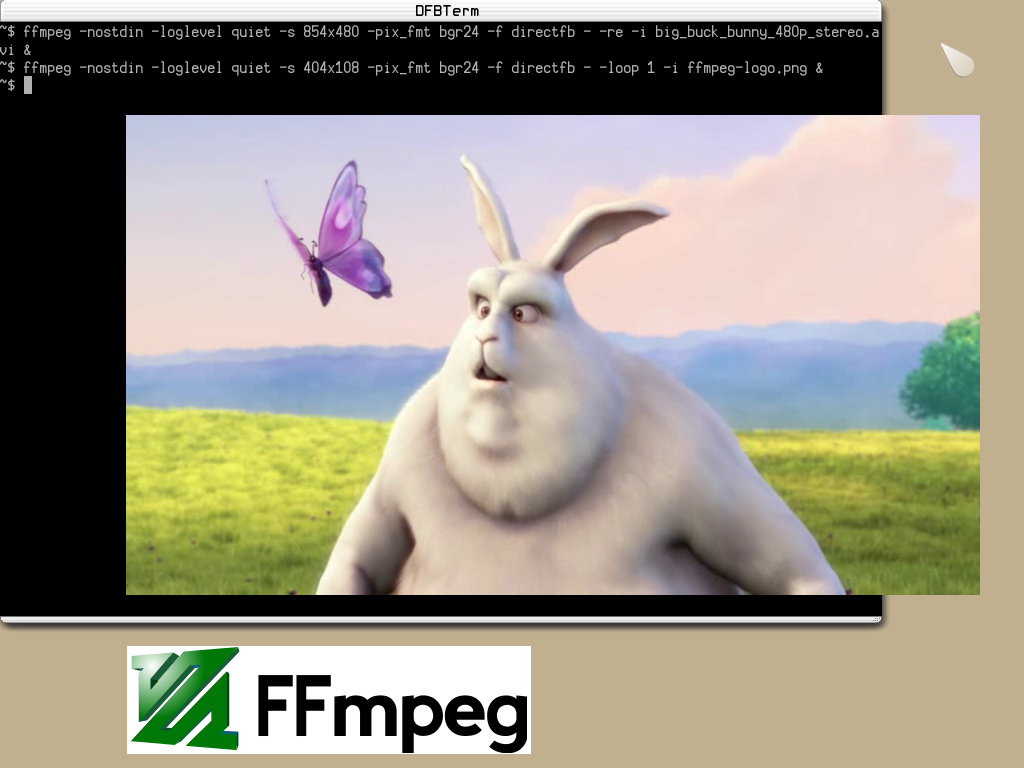 DFBTerm
~$ ffmpeg -nostdin -loglevel quiet -s 854x480 -pix_fmt bgr24 -f directfb - -re -i big_buck_bunny_480p_stereo.a
vi &
~$ ffmpeg -nostdin -loglevel quiet -s 404x108 -pix_fmt bgr24 -f directfb - -loop 1 -i ffmpeg-logo.png &
~$
FFmpeg